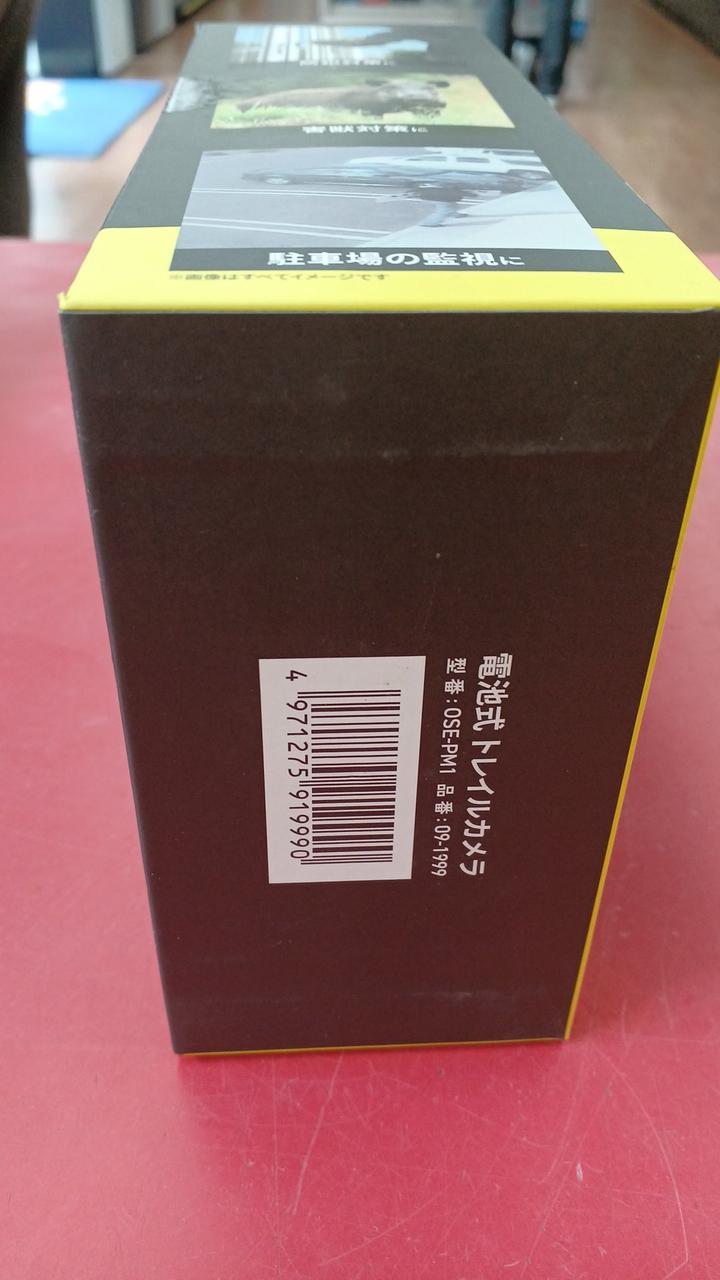 害獣対策に
駐車場の監視に
※画像はすべてイメージです
電池式 トレイルカメラ
型番:OSE-PM1 品番:09-1999
4 971275 919990